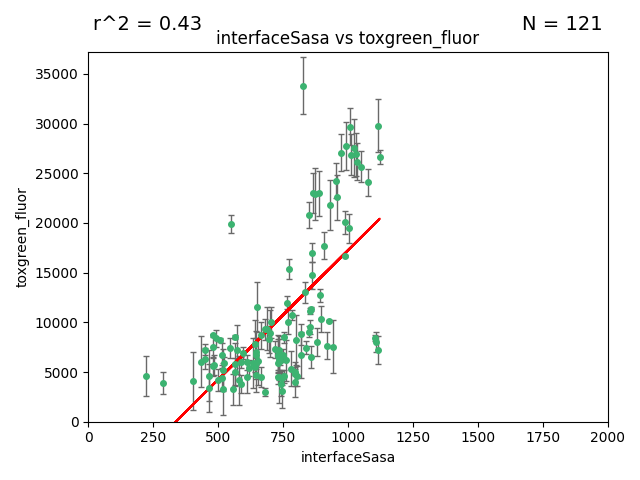 r^2 = 0.43
N = 121
interfaceSasa vs toxgreen_fluor
35000
30000
25000
20000
15000
10000
5000
0
toxgreen_fluor
0 250 500 750 1000 1250 1500 1750 2000
interfaceSasa